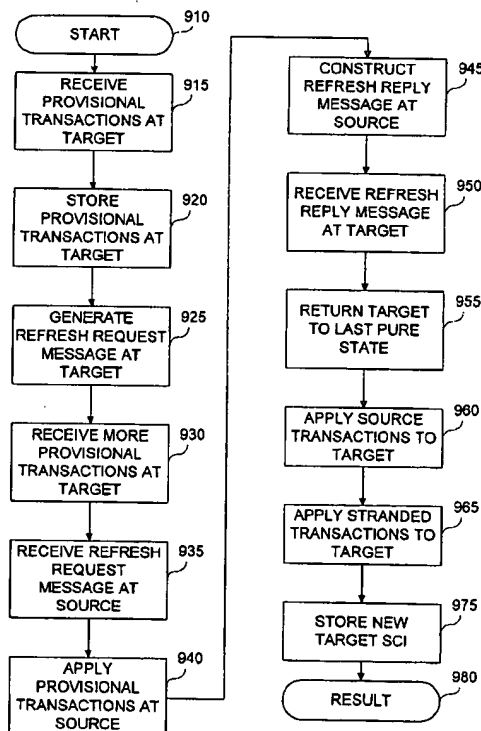 START
910
RECEIVE
PROVISIONAL
TRANSACTIONS AT
TARGET
915
STORE
PROVISIONAL
TRANSACTIONS AT
TARGET
920
GENERATE
REFRESH REQUEST
MESSAGE AT TARGET
925
RECEIVE MORE
PROVISIONAL
TRANSACTIONS AT
TARGET
930
RECEIVE REFRESH
REQUEST
MESSAGE AT
SOURCE
935
APPLY
PROVISIONAL
TRANSACTIONS AT
SOURCE
940
CONSTRUCT
REFRESH REPLY
MESSAGE AT
SOURCE
945
RECEIVE REFRESH
REPLY MESSAGE
AT TARGET
950
RETURN TARGET
TO LAST PURE
STATE
955
APPLY SOURCE
TRANSACTIONS TO
TARGET
960
APPLY STRANDED
TRANSACTIONS TO
TARGET
965
STORE NEW
TARGET SCI
975
RESULT
980